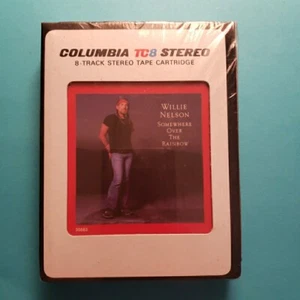 COLUMBIA TC8 STEREO
8-TRACK STEREO TAPE CARTRIDGE
WILLIE
NELSON
SOMEWHERE
OVER
THE
RAINBOW